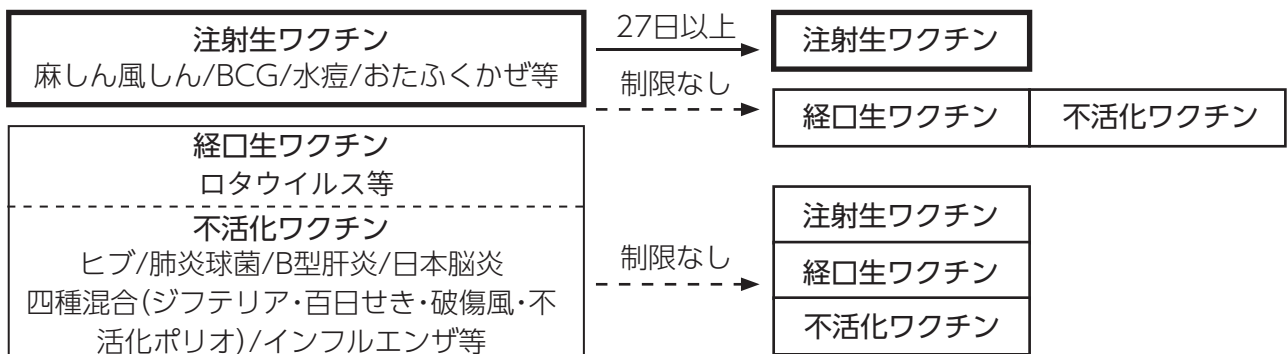 注射生ワクチン
麻しん風しん/BCG/水痘/おたふくかぜ等
27日以上
注射生ワクチン
制限なし
経口生ワクチン
不活化ワクチン
経口生ワクチン
ロタウイルス等
不活化ワクチン
ヒブ/肺炎球菌/B型肝炎/日本脳炎
四種混合(ジフテリア・百日せき・破傷風・不
活化ポリオ)/インフルエンザ等
制限なし
注射生ワクチン
経口生ワクチン
不活化ワクチン